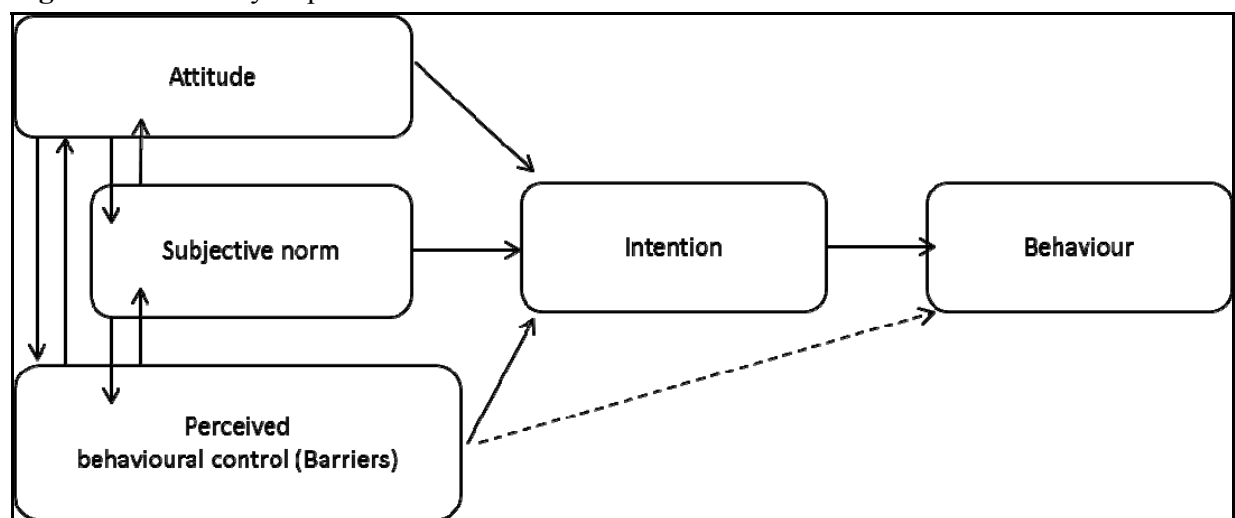 Attitude
Subjective norm
Intention
Behaviour
Perceived
behavioural control (Barriers)